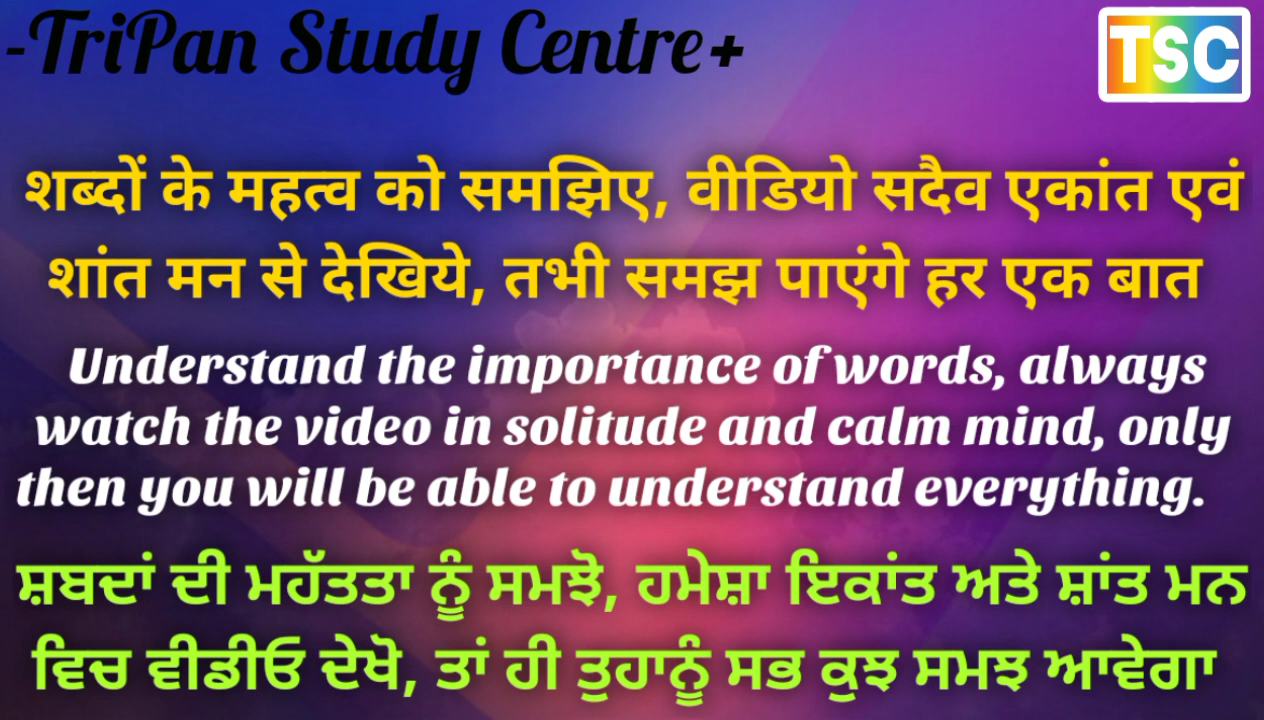 -TriPan Study Centre+
TSC
शब्दों के महत्व को समझिए, वीडियो सदैव एकांत एवं
शांत मन से देखिये, तभी समझ पाएंगे हर एक बात
Understand the importance of words, always
watch the video in solitude and calm mind, only
then you will be able to understand everything.
ਸ਼ਬਦਾਂ ਦੀ ਮਹੱਤਤਾ ਨੂੰ ਸਮਝੋ, ਹਮੇਸ਼ਾ ਇਕਾਂਤ ਅਤੇ ਸ਼ਾਂਤ ਮਨ
ਵਿਚ ਵੀਡੀਓ ਦੇਖੋ, ਤਾਂ ਹੀ ਤੁਹਾਨੂੰ ਸਭ ਕੁਝ ਸਮਝ ਆਵੇਗਾ